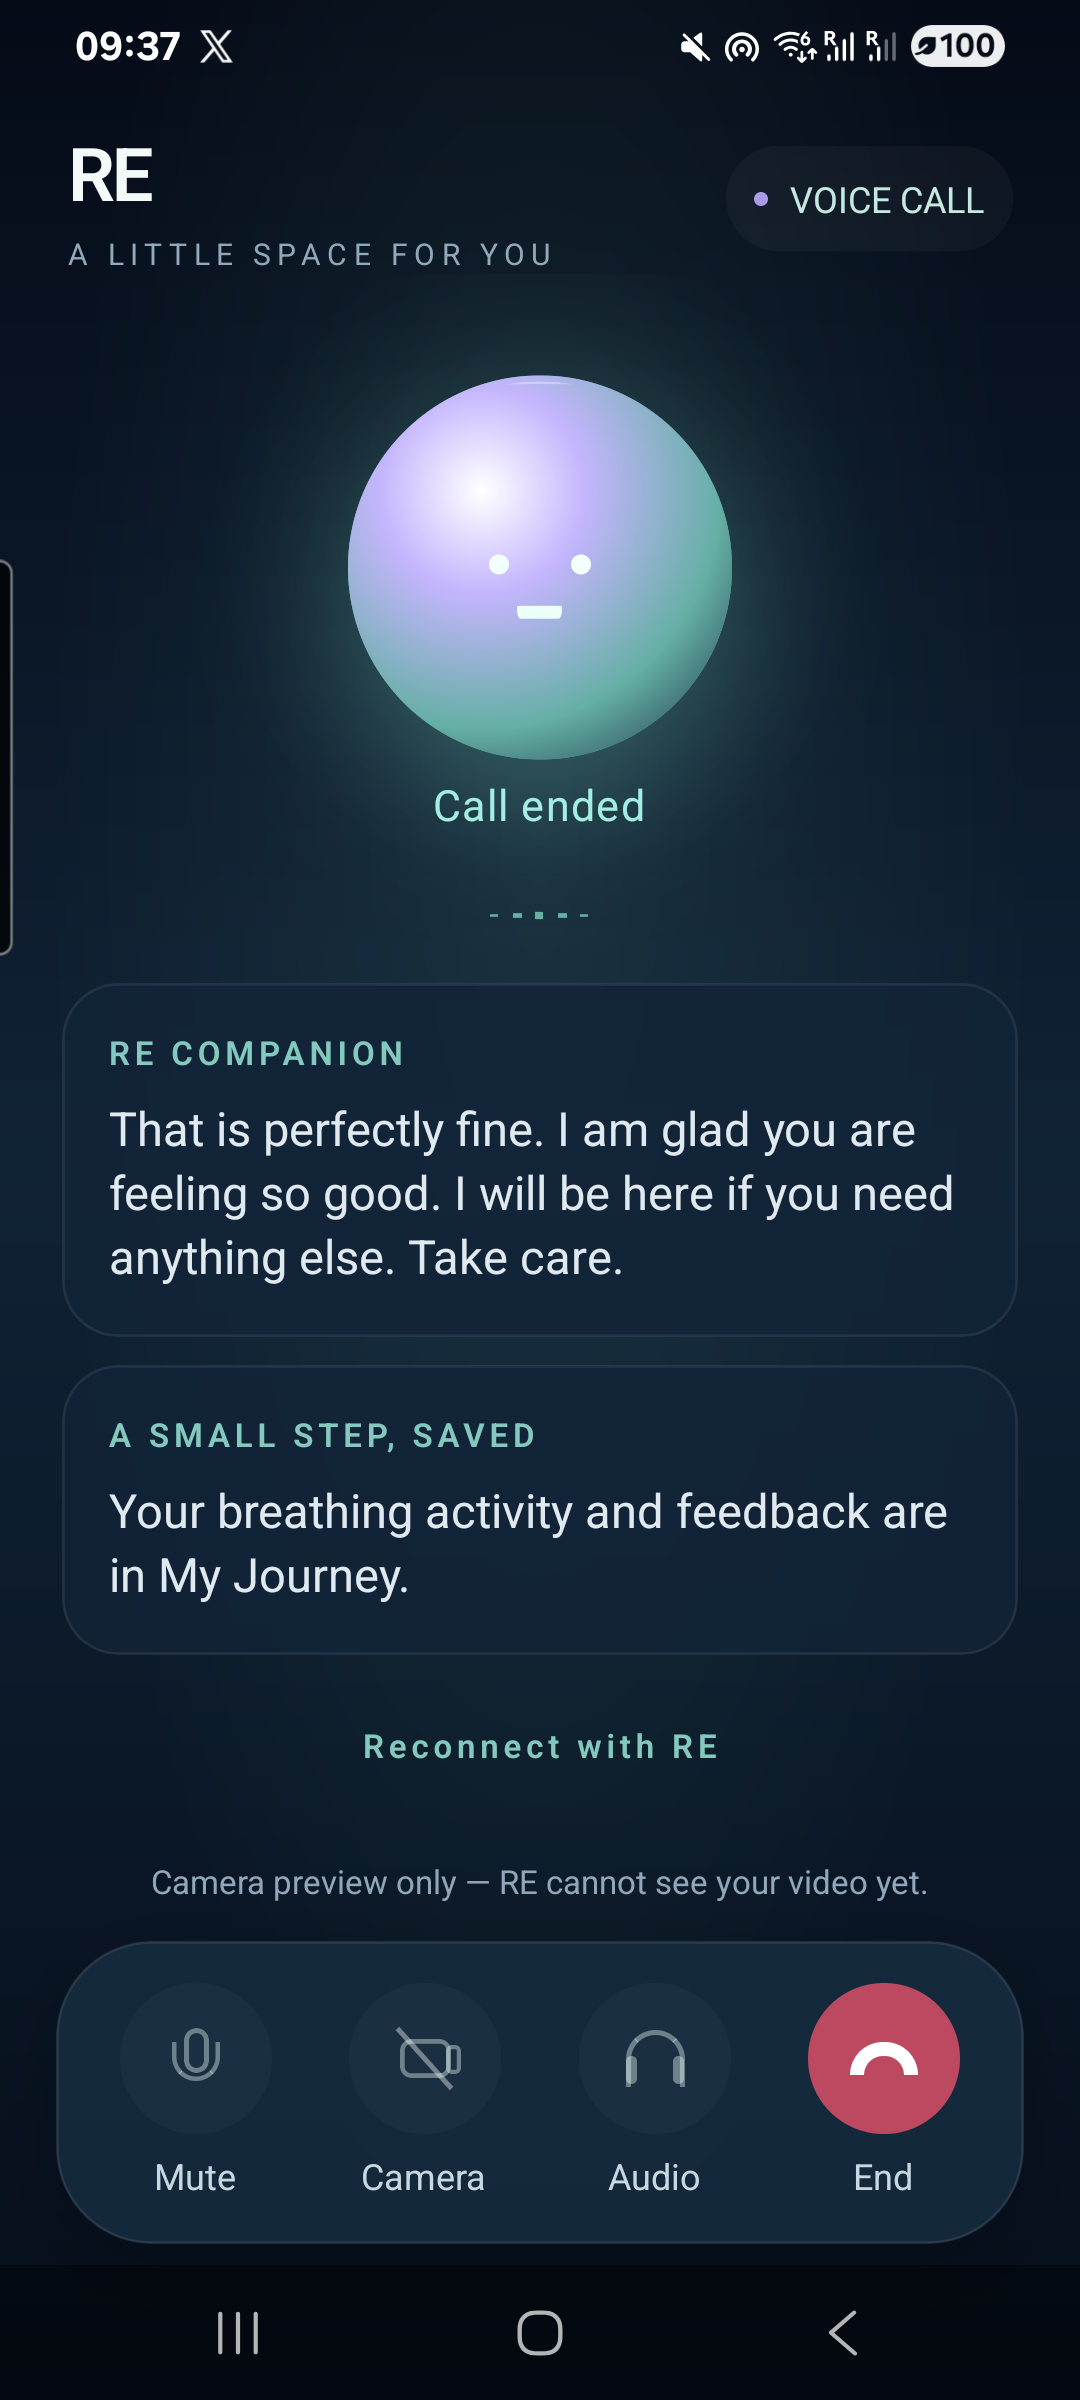 09:37
6 R R 100
RE
VOICE CALL
A LITTLE SPACE FOR YOU
Call ended
RE COMPANION
That is perfectly fine. I am glad you are
feeling so good. I will be here if you need
anything else. Take care.
A SMALL STEP, SAVED
Your breathing activity and feedback are
in My Journey.
Reconnect with RE
Camera preview only — RE cannot see your video yet.
Mute Camera Audio End